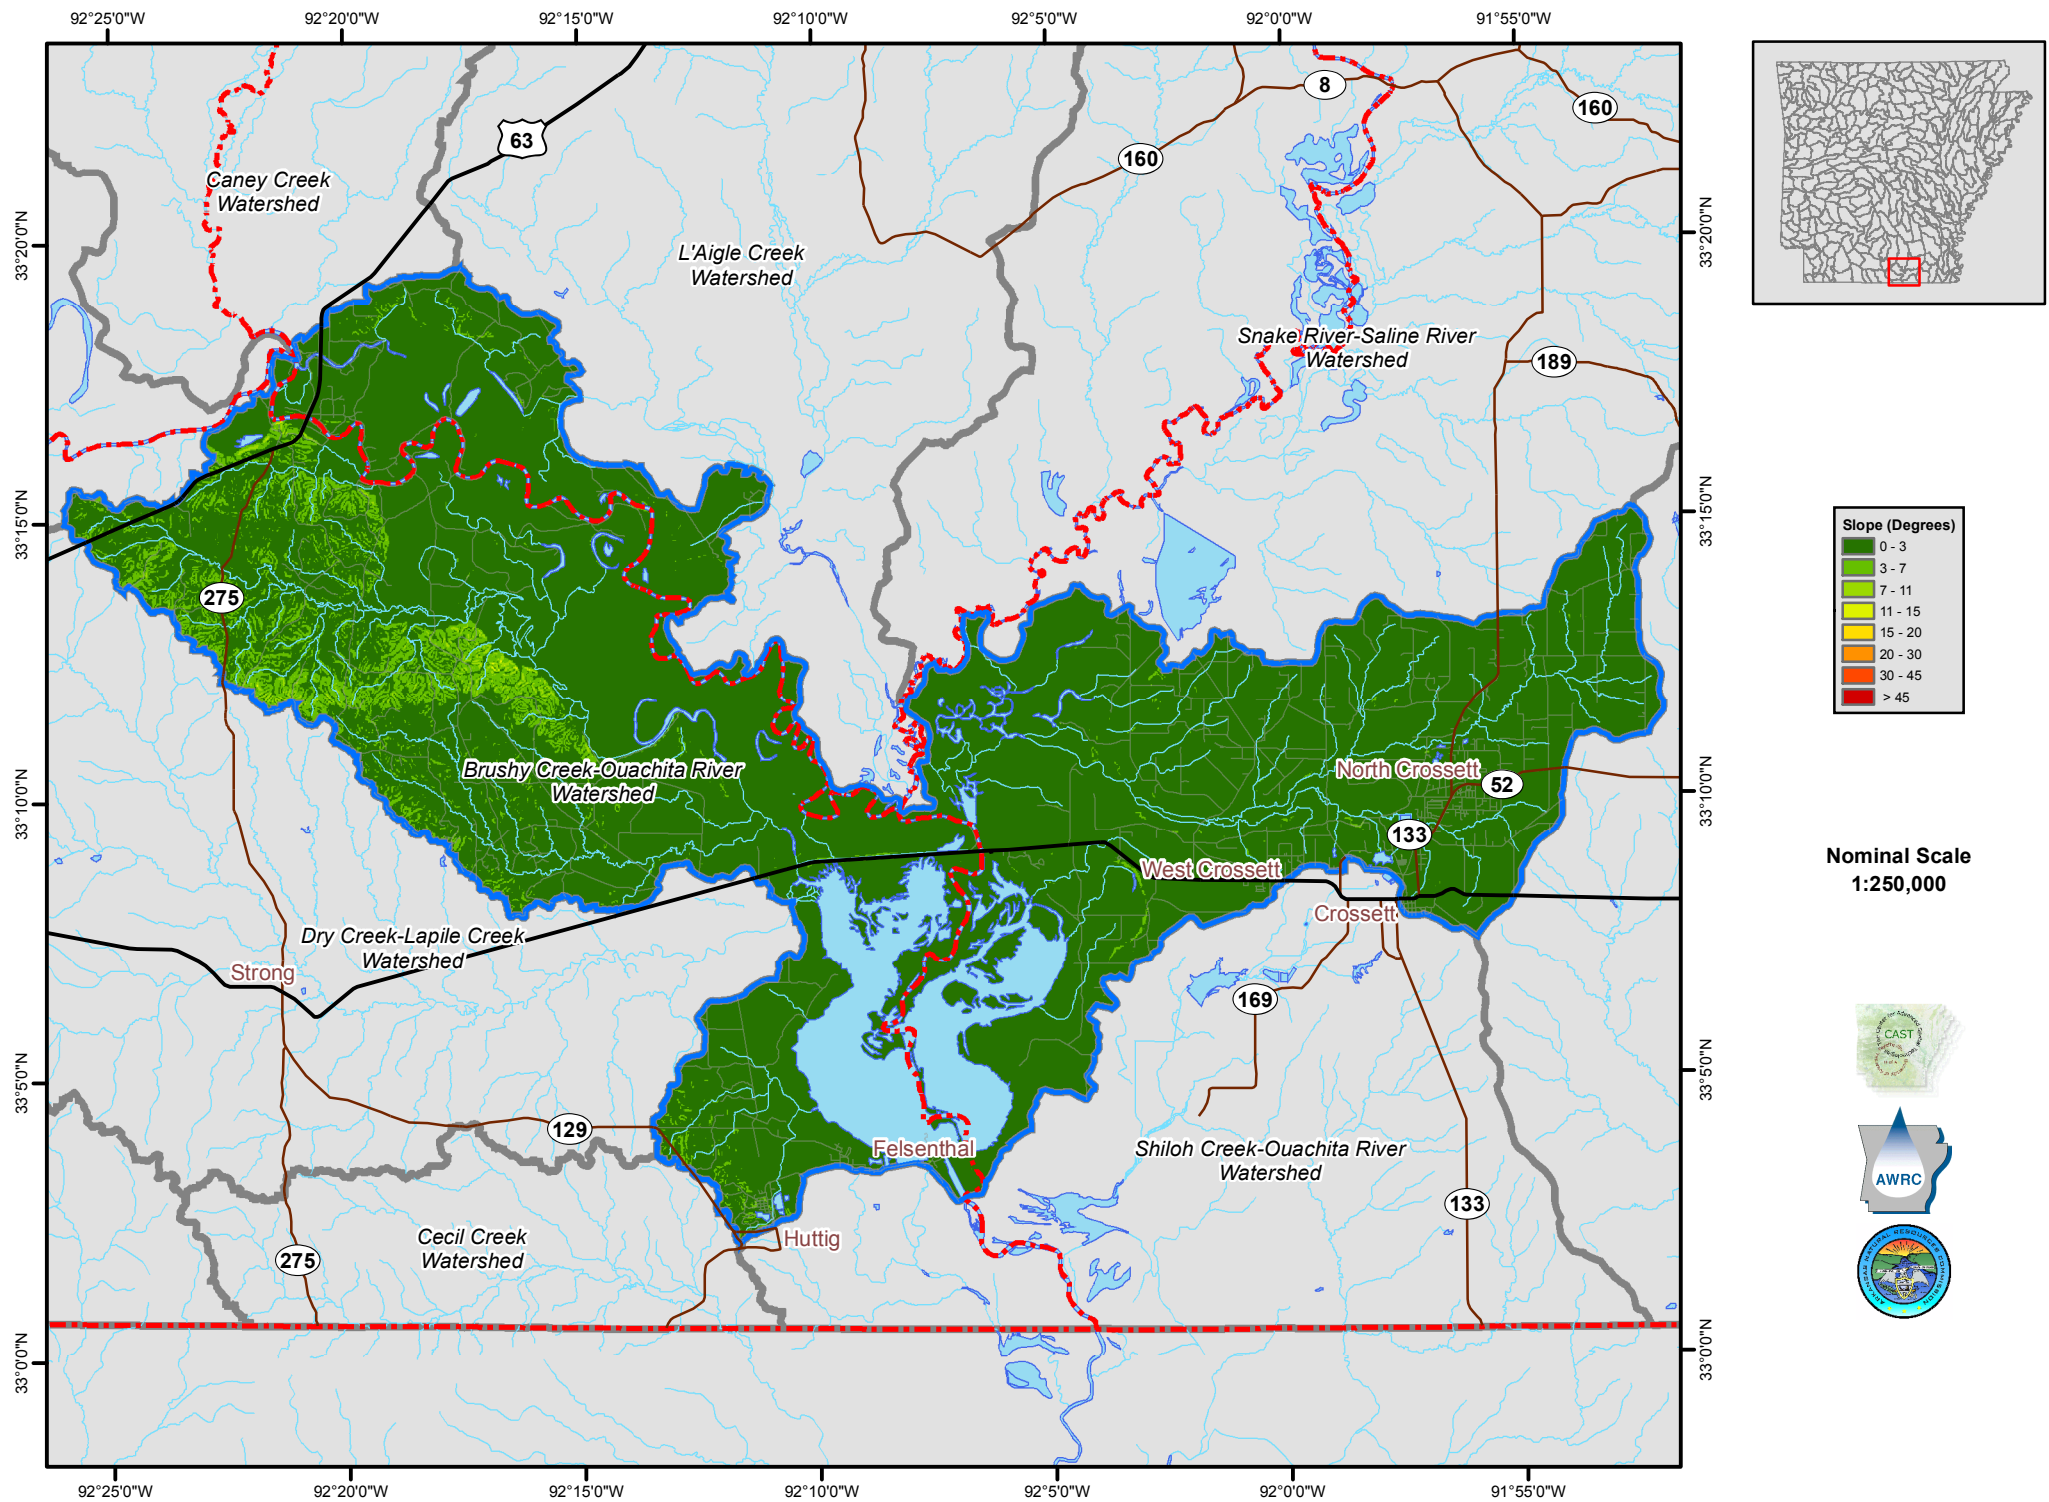 92°25'0"W
92°20'0"W
92°15'0"W
92°10'0"W
92°5'0"W
92°0'0"W
91°55'0"W
33°20'0"N
33°15'0"N
33°10'0"N
33°5'0"N
33°0'0"N
33°20'0"N
33°15'0"N
33°10'0"N
33°5'0"N
33°0'0"N
8
160
63
160
Caney Creek
Watershed
L'Aigle Creek
Watershed
Snake River-Saline River
Watershed
189
275
Brushy Creek-Ouachita River
Watershed
North Crossett
52
133
West Crossett
Crossett
Dry Creek-Lapile Creek
Watershed
Strong
169
129
Felsenthal
Shiloh Creek-Ouachita River
Watershed
133
Cecil Creek
Watershed
Huttig
275
92°25'0"W
92°20'0"W
92°15'0"W
92°10'0"W
92°5'0"W
92°0'0"W
91°55'0"W
Slope (Degrees)
0 - 3
3 - 7
7 - 11
11 - 15
15 - 20
20 - 30
30 - 45
> 45
Nominal Scale
1:250,000
CAST
AWRC
ARKANSAS NATURAL RESOURCES COMMISSION